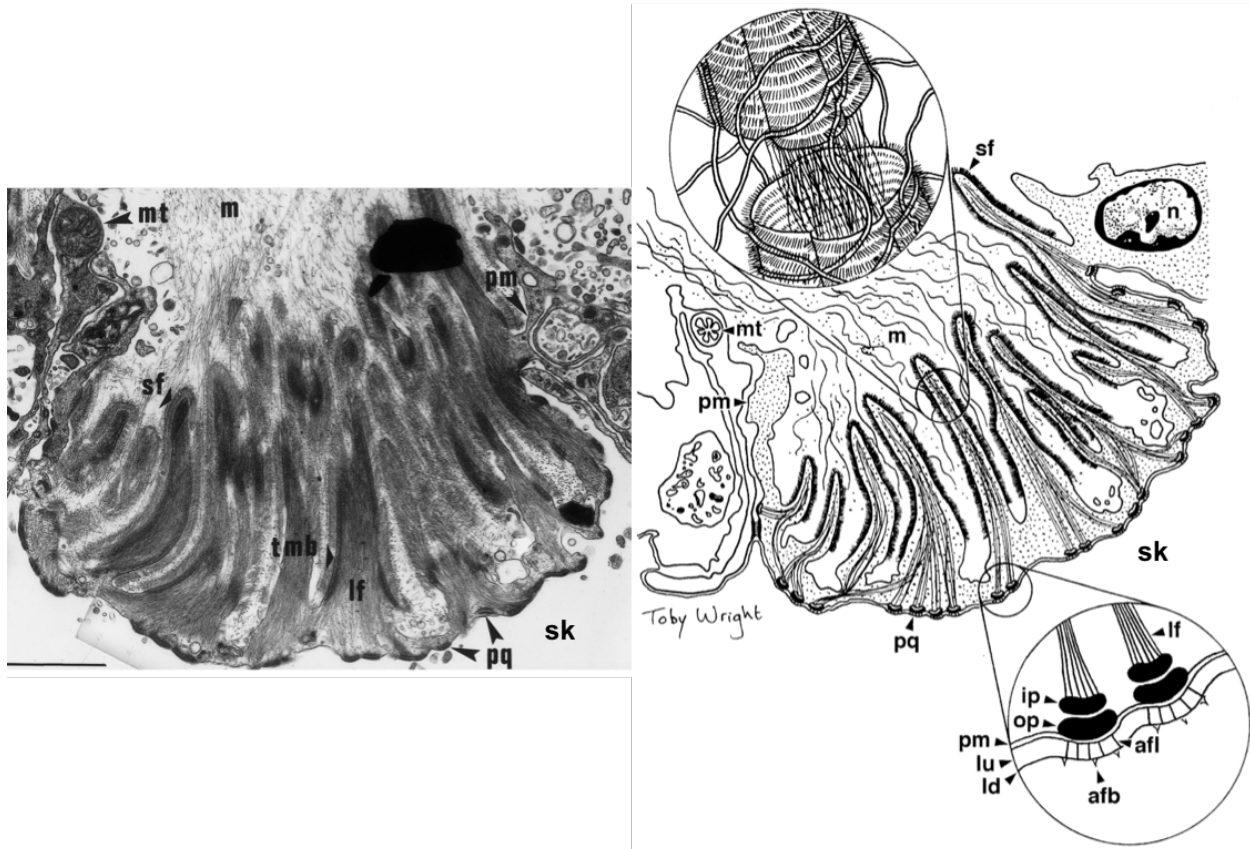 mt
m
pm
sf
tmb
lf
sk
pq
sf
n
mt
m
pm
sk
Toby Wright
pq
lf
ip
op
pm
afl
lu
ld
afb